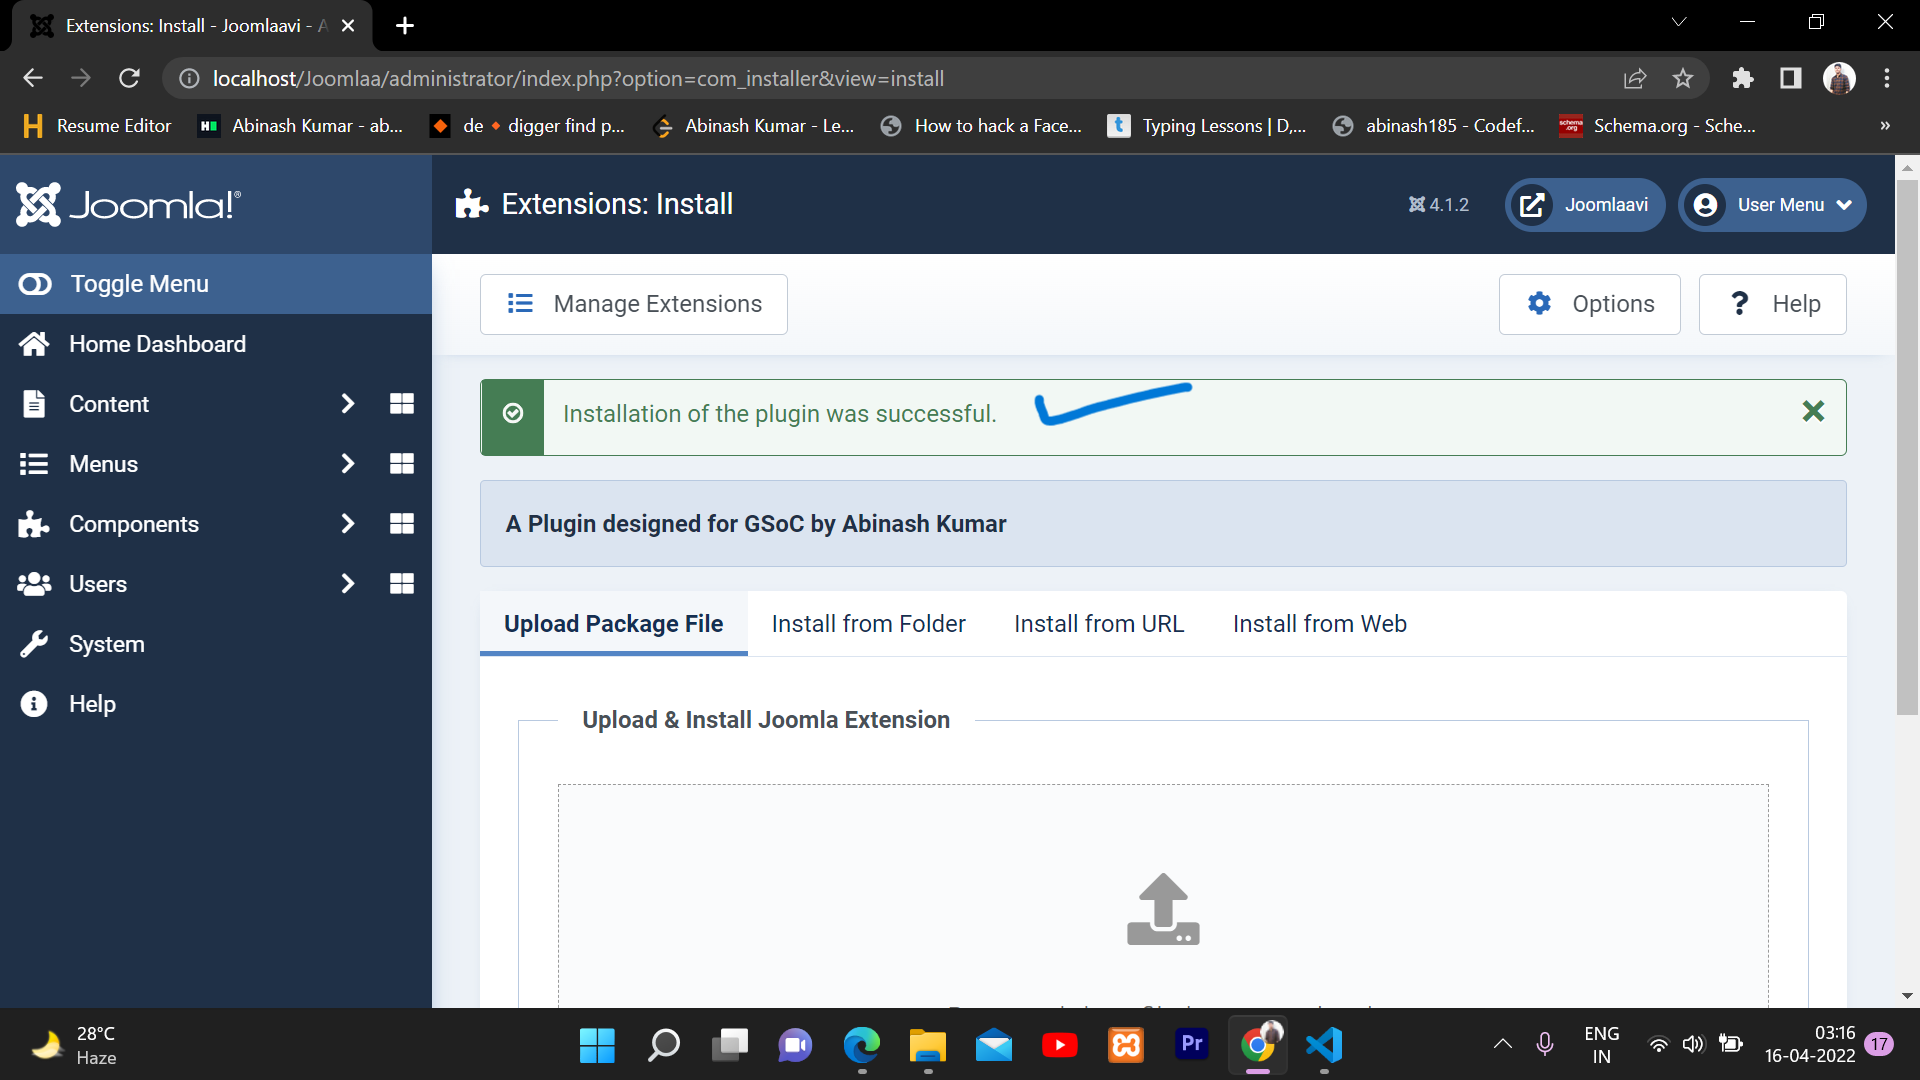 Extensions: Install - Joomlaavi - A
localhost/Joomlaa/administrator/index.php?option=com_installer&view=install
H Resume Editor
Abinash Kumar - ab...
de digger find p...
Abinash Kumar - Le...
How to hack a Face...
t Typing Lessons | D,...
abinash185 - Codef...
schema.org Schema.org - Sche...
»
Joomla!®
Extensions: Install
4.1.2
Joomlaavi
User Menu
Toggle Menu
Manage Extensions
Options
? Help
Home Dashboard
Content
Installation of the plugin was successful.
Menus
Components
A Plugin designed for GSoC by Abinash Kumar
Users
Upload Package File
Install from Folder
Install from URL
Install from Web
System
Help
Upload & Install Joomla Extension
28°C
Haze
Pr
ENG
IN
03:16
16-04-2022
17